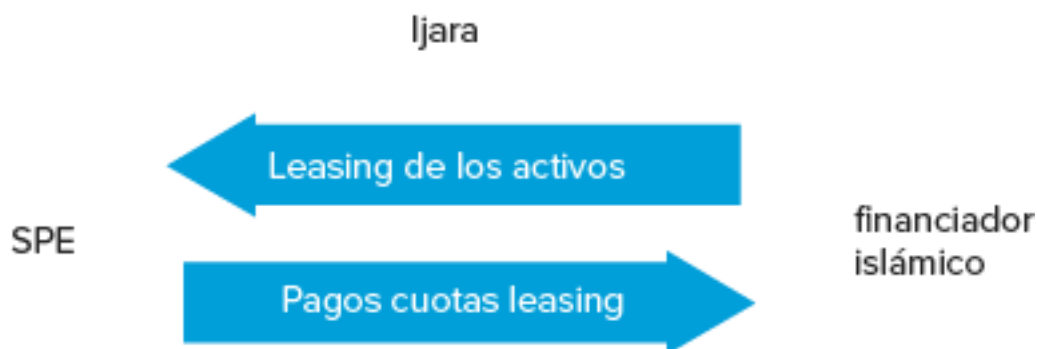 Ijara
Leasing de los activos
SPE
financiador
islámico
Pagos cuotas leasing